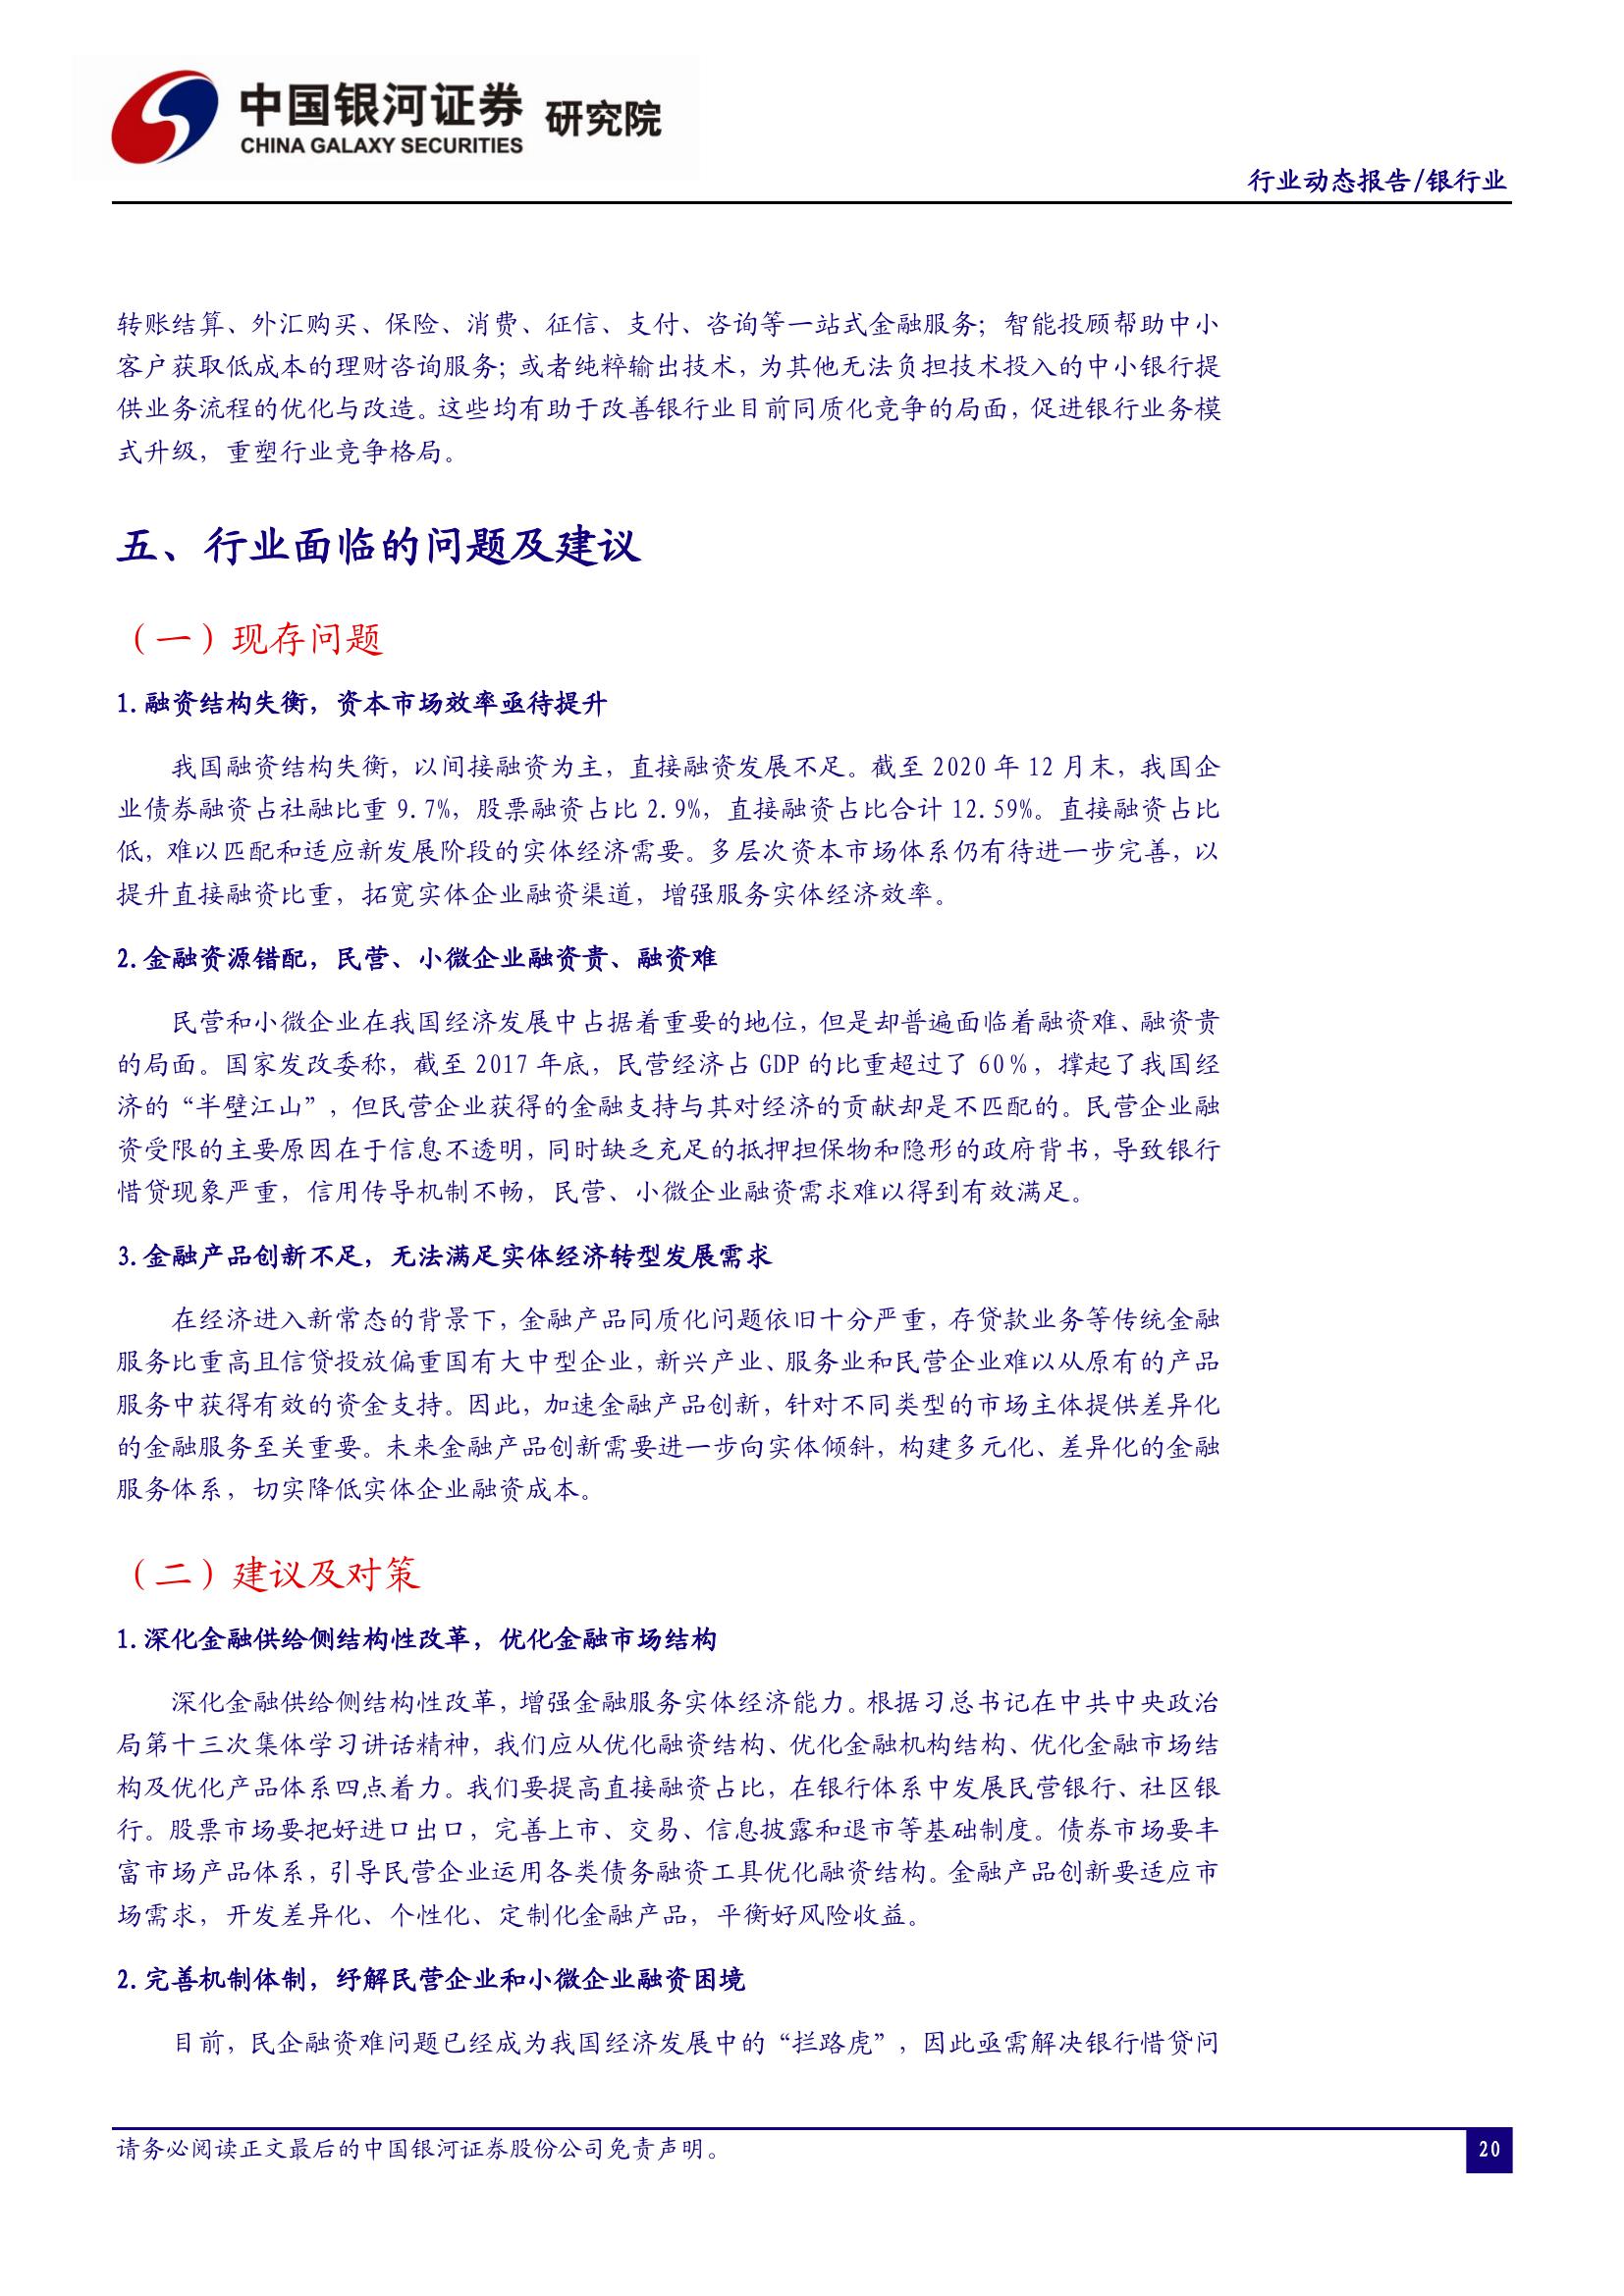 中国银河证券 研究院
CHINA GALAXY SECURITIES
行业动态报告/银行业
转账结算、外汇购买、保险、消费、征信、支付、咨询等一站式金融服务；智能投顾帮助中小
客户获取低成本的理财咨询服务；或者纯粹输出技术，为其他无法负担技术投入的中小银行提
供业务流程的优化与改造。这些均有助于改善银行业目前同质化竞争的局面，促进银行业务模
式升级，重塑行业竞争格局。
五、行业面临的问题及建议
（一）现存问题
1.融资结构失衡，资本市场效率亟待提升
我国融资结构失衡，以间接融资为主，直接融资发展不足。截至 2020 年 12 月末，我国企
业债券融资占社融比重 9.7%，股票融资占比 2.9%，直接融资占比合计 12.59%。直接融资占比
低，难以匹配和适应新发展阶段的实体经济需要。多层次资本市场体系仍有待进一步完善，以
提升直接融资比重，拓宽实体企业融资渠道，增强服务实体经济效率。
2.金融资源错配，民营、小微企业融资贵、融资难
民营和小微企业在我国经济发展中占据着重要的地位，但是却普遍面临着融资难、融资贵
的局面。国家发改委称，截至 2017 年底，民营经济占 GDP 的比重超过了 60%，撑起了我国经
济的“半壁江山”，但民营企业获得的金融支持与其对经济的贡献却是不匹配的。民营企业融
资受限的主要原因在于信息不透明，同时缺乏充足的抵押担保物和隐形的政府背书，导致银行
惜贷现象严重，信用传导机制不畅，民营、小微企业融资需求难以得到有效满足。
3.金融产品创新不足，无法满足实体经济转型发展需求
在经济进入新常态的背景下，金融产品同质化问题依旧十分严重，存贷款业务等传统金融
服务比重高且信贷投放偏重国有大中型企业，新兴产业、服务业和民营企业难以从原有的产品
服务中获得有效的资金支持。因此，加速金融产品创新，针对不同类型的市场主体提供差异化
的金融服务至关重要。未来金融产品创新需要进一步向实体倾斜，构建多元化、差异化的金融
服务体系，切实降低实体企业融资成本。
（二）建议及对策
1.深化金融供给侧结构性改革，优化金融市场结构
深化金融供给侧结构性改革，增强金融服务实体经济能力。根据习总书记在中共中央政治
局第十三次集体学习讲话精神，我们应从优化融资结构、优化金融机构结构、优化金融市场结
构及优化产品体系四点着力。我们要提高直接融资占比，在银行体系中发展民营银行、社区银
行。股票市场要把好进口出口，完善上市、交易、信息披露和退市等基础制度。债券市场要丰
富市场产品体系，引导民营企业运用各类债务融资工具优化融资结构。金融产品创新要适应市
场需求，开发差异化、个性化、定制化金融产品，平衡好风险收益。
2.完善机制体制，纾解民营企业和小微企业融资困境
目前，民企融资难问题已经成为我国经济发展中的“拦路虎”，因此亟需解决银行惜贷问
请务必阅读正文最后的中国银河证券股份公司免责声明。
20